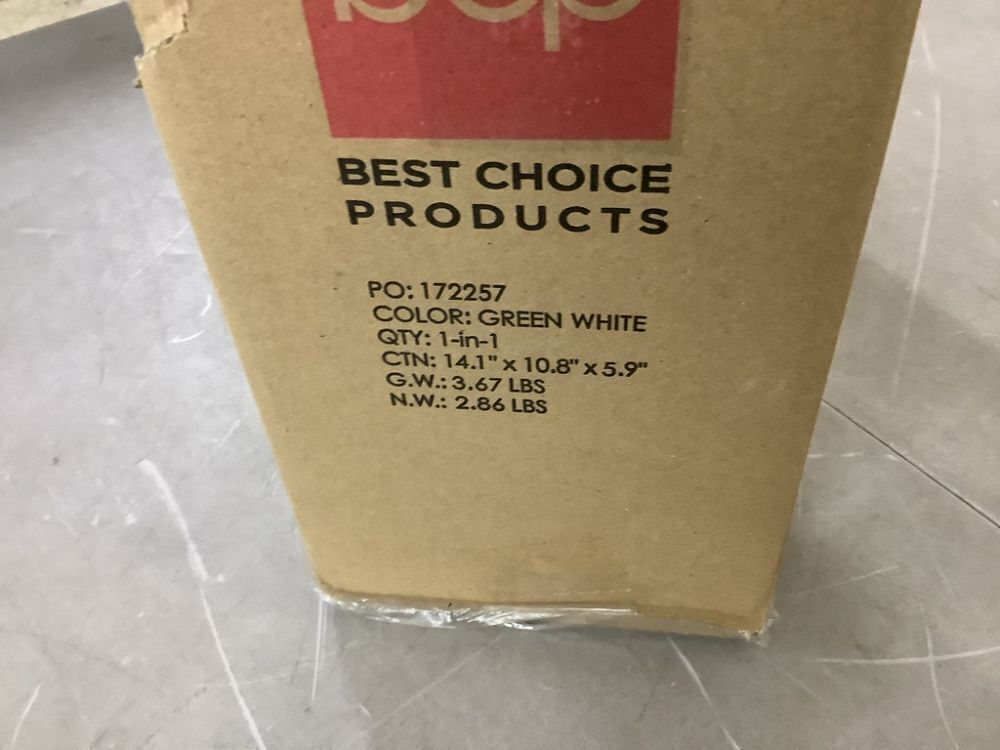 bcp
BEST CHOICE
PRODUCTS
PO: 172257
COLOR: GREEN WHITE
QTY: 1-in-1
CTN: 14.1" x 10.8" x 5.9"
G.W.: 3.67 LBS
N.W.: 2.86 LBS